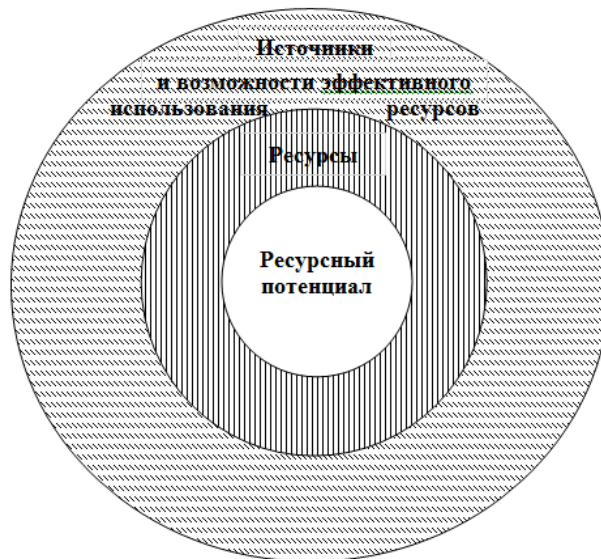 Источники
и возможности эффективного
использования ресурсов
Ресурсы
Ресурсный
потенциал